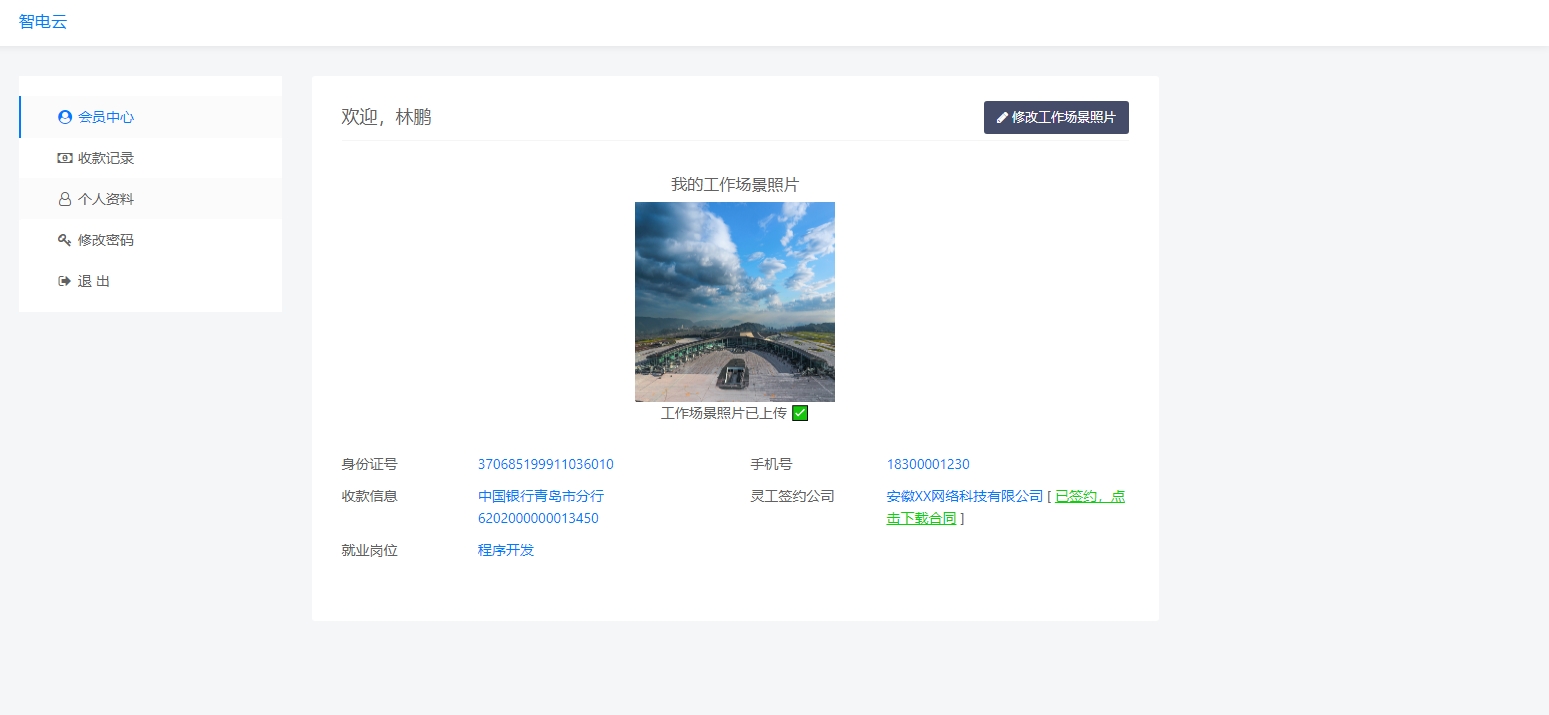 智电云
会员中心
收款记录
个人资料
修改密码
退 出
欢迎，林鹏
修改工作场景照片
我的工作场景照片
工作场景照片已上传
身份证号 370685199911036010 手机号 18300001230
收款信息 中国银行青岛市分行 灵工签约公司 安徽XX网络科技有限公司 [ 已签约，点
6202000000013450 击下载合同 ]
就业岗位 程序开发